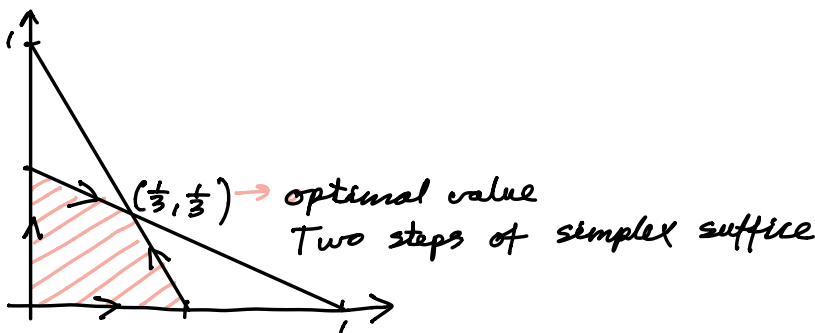 1
(1/3, 1/3) → optimal value
Two steps of simplex suffice
1